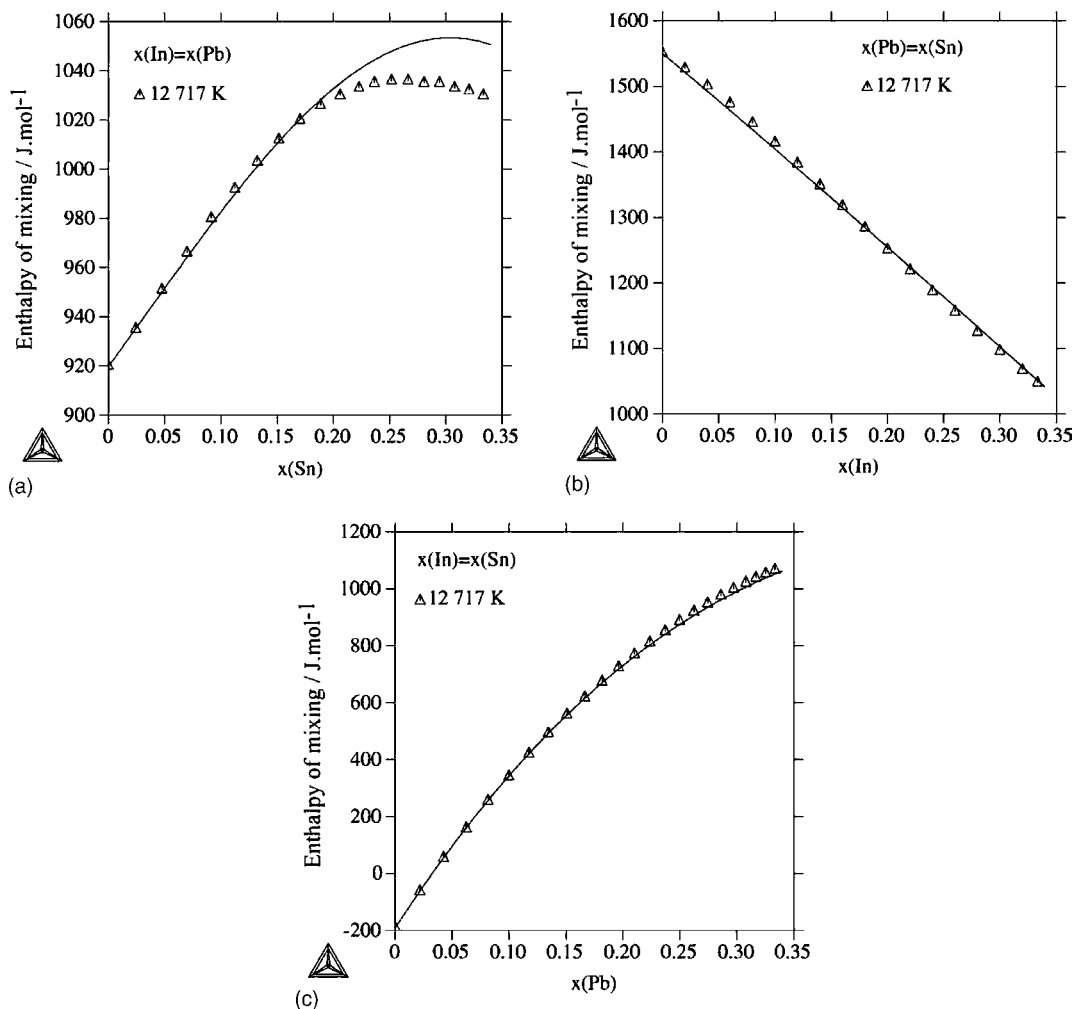 Enthalpy of mixing / J.mol-1
1060
1040
1020
1000
980
960
940
920
900
x(In)=x(Pb)
12 717 K
0 0.05 0.10 0.15 0.20 0.25 0.30 0.35
x(Sn)
(a)
Enthalpy of mixing / J.mol-1
1600
1500
1400
1300
1200
1100
1000
x(Pb)=x(Sn)
12 717 K
0 0.05 0.10 0.15 0.20 0.25 0.30 0.35
x(In)
(b)
Enthalpy of mixing / J.mol-1
1200
1000
800
600
400
200
0
-200
x(In)=x(Sn)
12 717 K
0 0.05 0.10 0.15 0.20 0.25 0.30 0.35
x(Pb)
(c)